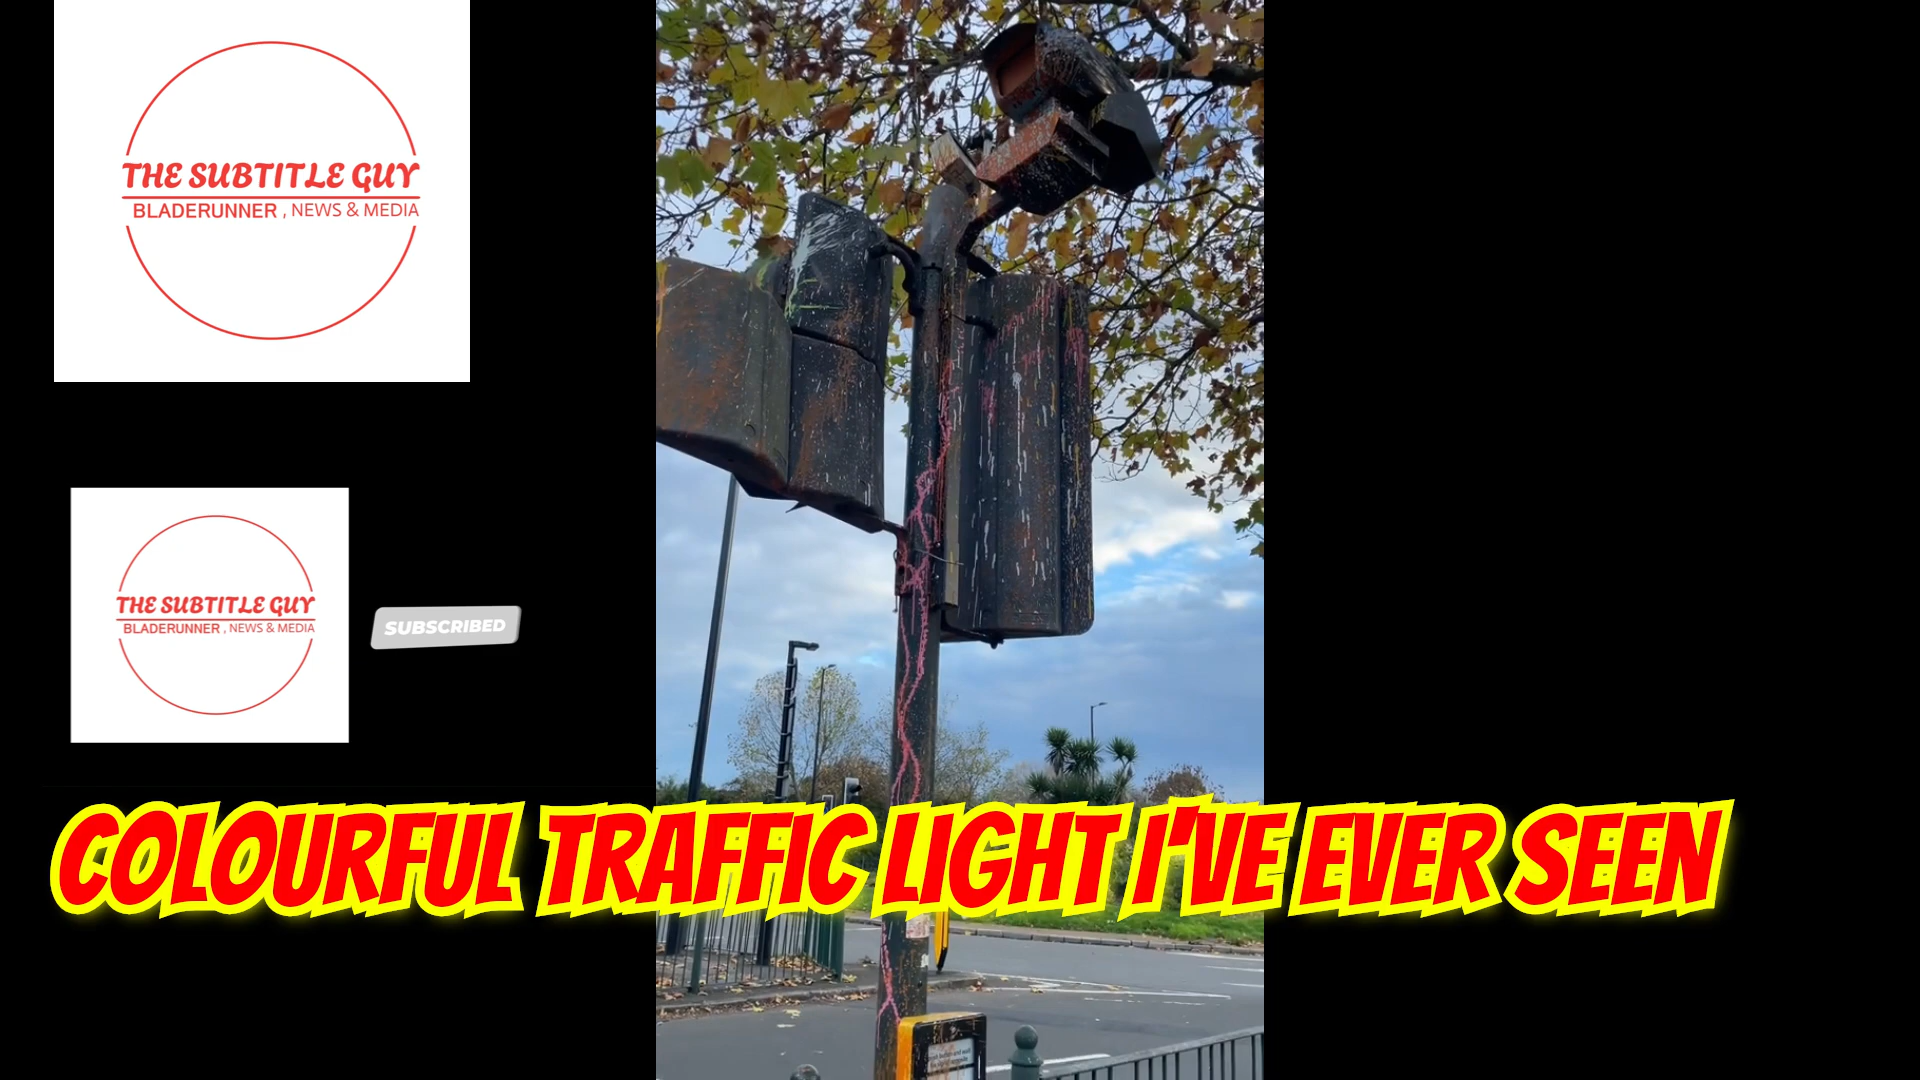 THE SUBTITLE GUY
BLADERUNNER , NEWS & MEDIA
THE SUBTITLE GUY
BLADERUNNER , NEWS & MEDIA
SUBSCRIBED
COLOURFUL TRAFFIC LIGHT I'VE EVER SEEN